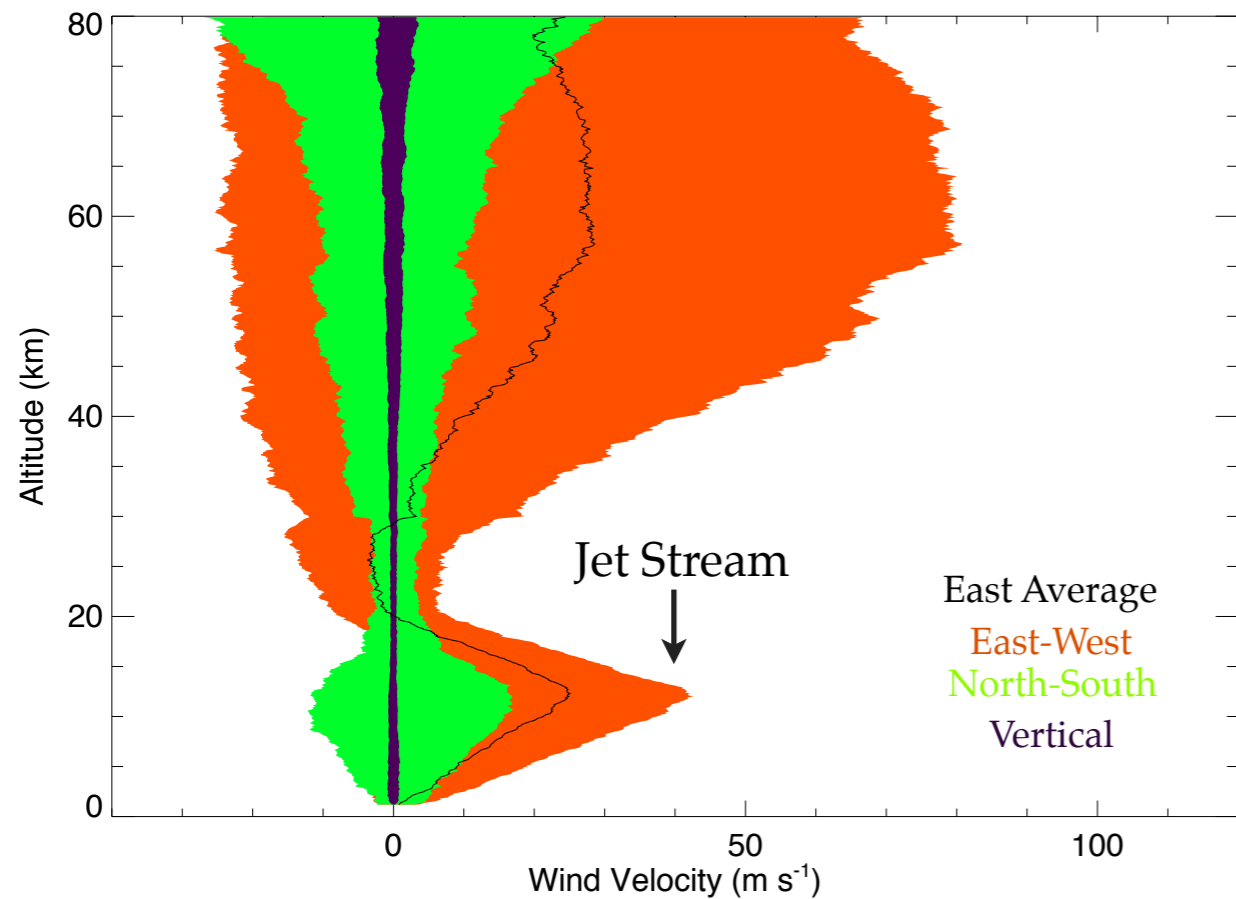 80
60
40
20
0
Altitude (km)
Jet Stream
East Average
East-West
North-South
Vertical
0
50
100
Wind Velocity (m s⁻¹)